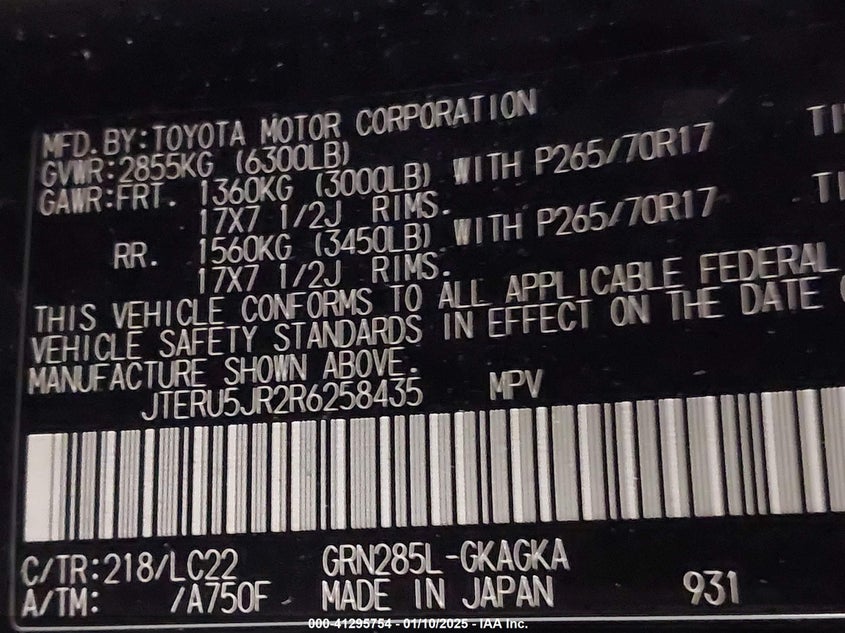 MFD.BY:TOYOTA MOTOR CORPORATION
GVWR:2855KG (6300LB)
GAWR:FRT. 1360KG (3000LB) WITH P265/70R17 TI
17X7 1/2J RIMS.
RR. 1560KG (3450LB) WITH P265/70R17 TI
17X7 1/2J RIMS.
THIS VEHICLE CONFORMS TO ALL APPLICABLE FEDERAL
VEHICLE SAFETY STANDARDS IN EFFECT ON THE DATE
MANUFACTURE SHOWN ABOVE.
JTERU5JR2R6258435 MPV
C/TR:218/LC22 GRN285L-GKAGKA
A/TM: /A750F MADE IN JAPAN 931
000-41295754 - 01/10/2025 - IAA Inc.